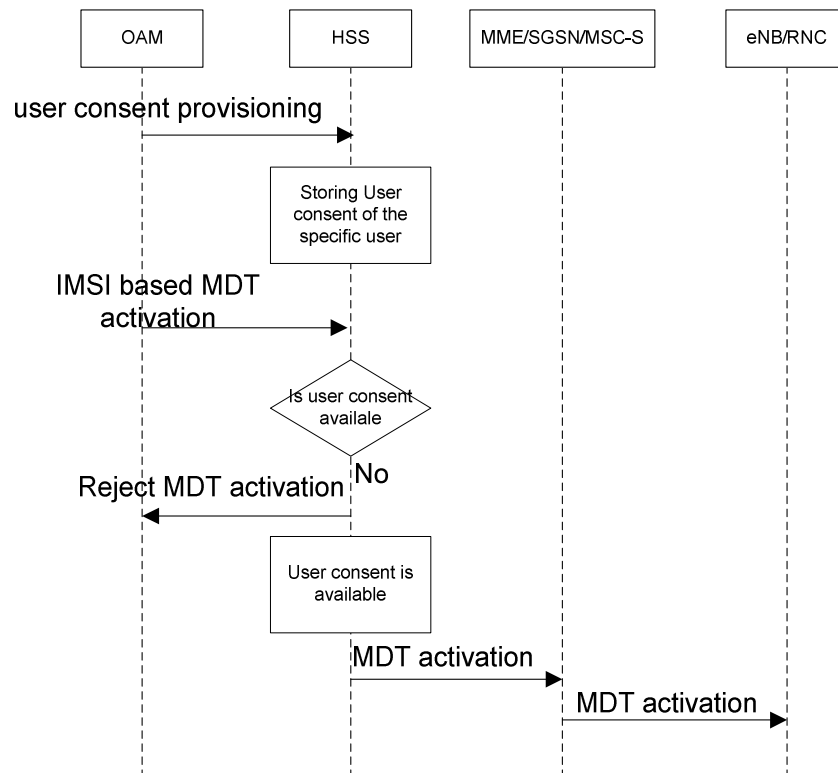 OAM
HSS
MME/SGSN/MSC-S
eNB/RNC
user consent provisioning
Storing User
consent of the
specific user
IMSI based MDT
activation
Is user consent
availale
No
Reject MDT activation
User consent is
available
MDT activation
MDT activation